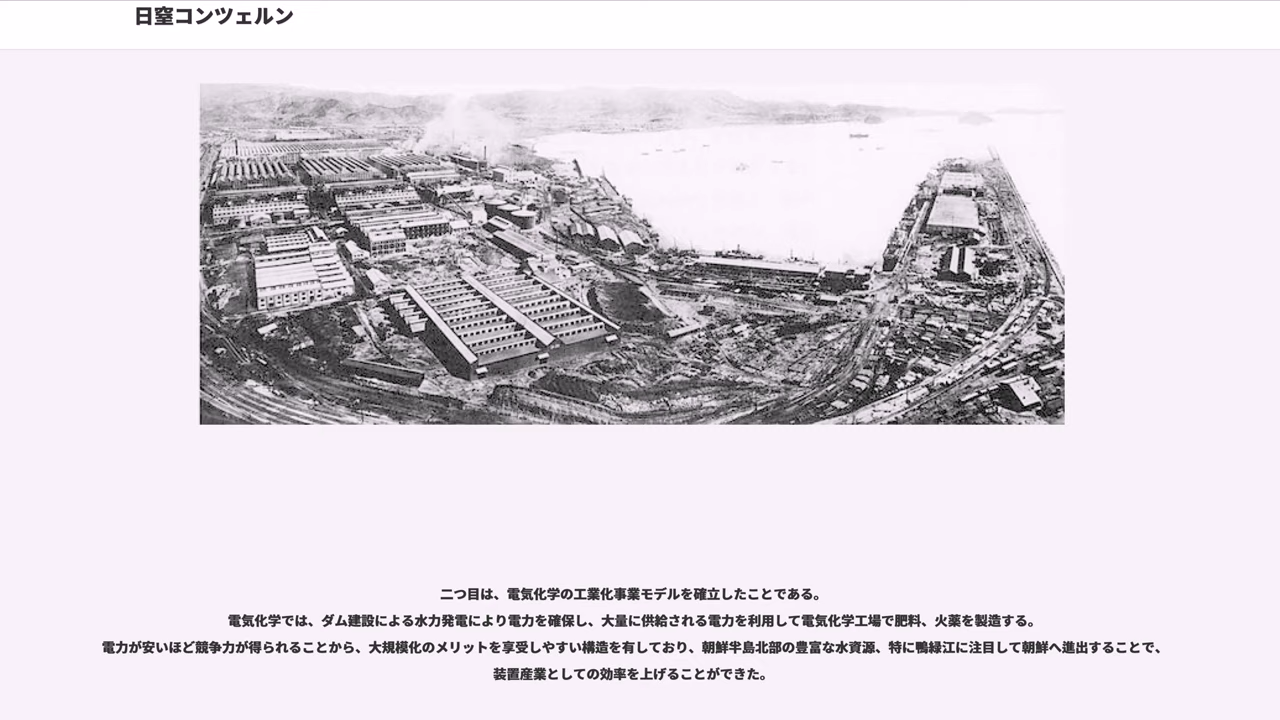 日窒コンツェルン
二つ目は、電気化学の工業化事業モデルを確立したことである。
電気化学では、ダム建設による水力発電により電力を確保し、大量に供給される電力を利用して電気化学工場で肥料、火薬を製造する。
電力が安いほど競争力が得られることから、大規模化のメリットを享受しやすい構造を有しており、朝鮮半島北部の豊富な水資源、特に鴨緑江に注目して朝鮮へ進出することで、
装置産業としての効率を上げることができた。